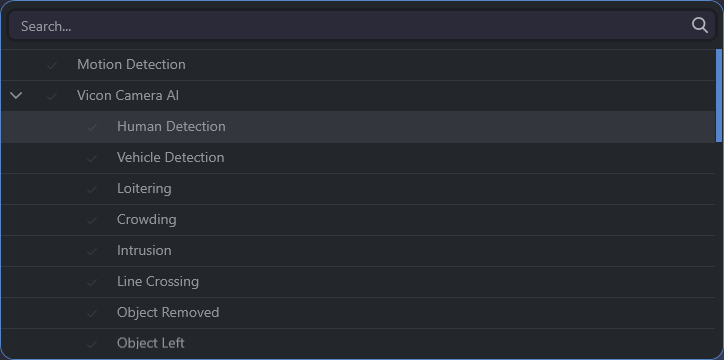 Search...
Motion Detection
Vicon Camera AI
Human Detection
Vehicle Detection
Loitering
Crowding
Intrusion
Line Crossing
Object Removed
Object Left